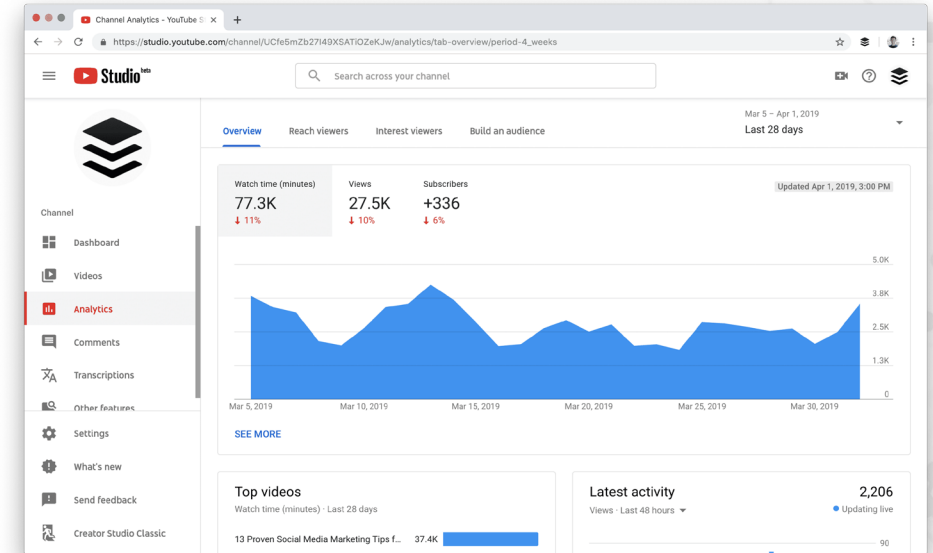 Channel Analytics - YouTube S
https://studio.youtube.com/channel/UCfe5mZb27I49XSATiOZeKJw/analytics/tab-overview/period-4_weeks
Studio beta
Search across your channel
Overview Reach viewers Interest viewers Build an audience
Mar 5 – Apr 1, 2019
Last 28 days
Channel
Dashboard
Videos
Analytics
Comments
Transcriptions
Other features
Settings
What's new
Send feedback
Creator Studio Classic
Watch time (minutes) Views Subscribers
77.3K 27.5K +336
11% 10% 6%
Updated Apr 1, 2019, 3:00 PM
5.0K
3.8K
2.5K
1.3K
0
Mar 5, 2019 Mar 10, 2019 Mar 15, 2019 Mar 20, 2019 Mar 25, 2019 Mar 30, 2019
SEE MORE
Top videos
Watch time (minutes) · Last 28 days
13 Proven Social Media Marketing Tips f... 37.4K
Latest activity 2,206
Views · Last 48 hours Updating live
90